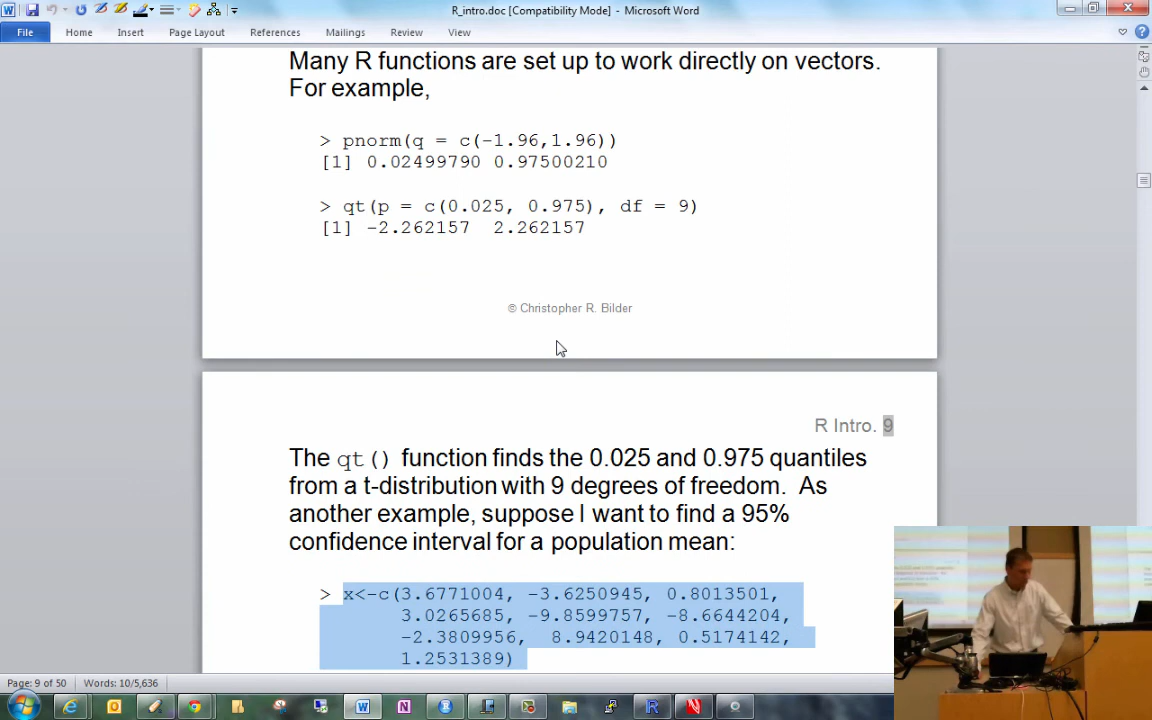 R_intro.doc [Compatibility Mode] - Microsoft Word
File Home Insert Page Layout References Mailings Review View
Many R functions are set up to work directly on vectors.
For example,
> pnorm(q = c(-1.96,1.96))
[1] 0.02499790 0.97500210
> qt(p = c(0.025, 0.975), df = 9)
[1] -2.262157 2.262157
© Christopher R. Bilder
R Intro. 9
The qt() function finds the 0.025 and 0.975 quantiles
from a t-distribution with 9 degrees of freedom. As
another example, suppose I want to find a 95%
confidence interval for a population mean:
> x<-c(3.6771004, -3.6250945, 0.8013501,
3.0265685, -9.8599757, -8.6644204,
-2.3809956, 8.9420148, 0.5174142,
1.2531389)
Page: 9 of 50 Words: 10/5,636